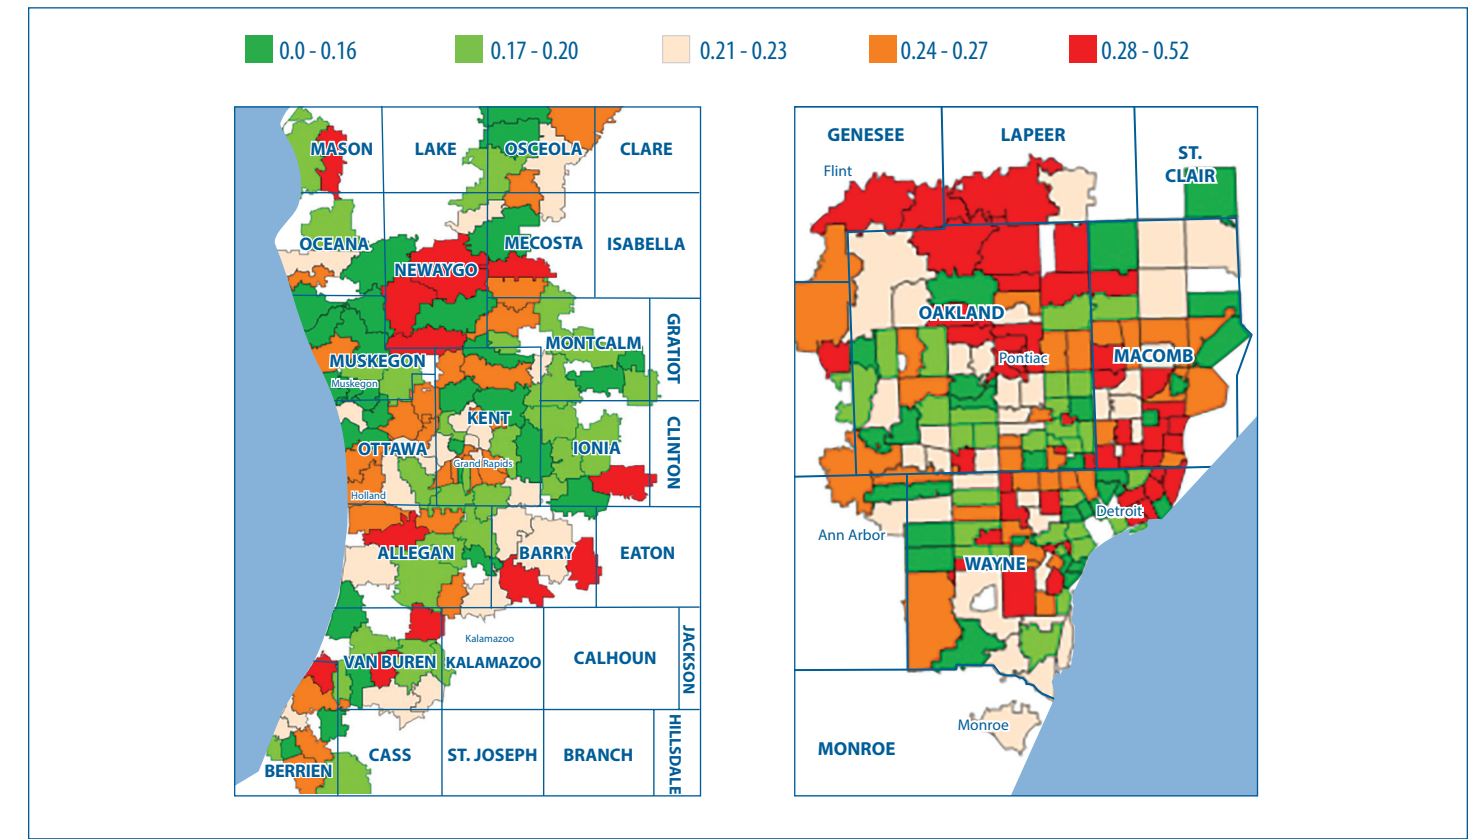 0.0 - 0.16
0.17 - 0.20
0.21 - 0.23
0.24 - 0.27
0.28 - 0.52
MASON
LAKE
OSCEOLA
CLARE
OCEANA
NEWAYGO
MECOSTA
ISABELLA
MUSKEGON
Muskegon
MONTCALM
GRATIOT
KENT
OTTAWA
Grand Rapids
IONIA
CLINTON
Holland
ALLEGAN
BARRY
EATON
Kalamazoo
VAN BUREN
KALAMAZOO
CALHOUN
JACKSON
BERRIEN
CASS
ST. JOSEPH
BRANCH
HILLSDALE
GENESEE
LAPEER
ST.
CLAIR
Flint
OAKLAND
Pontiac
MACOMB
Detroit
Ann Arbor
WAYNE
Monroe
MONROE